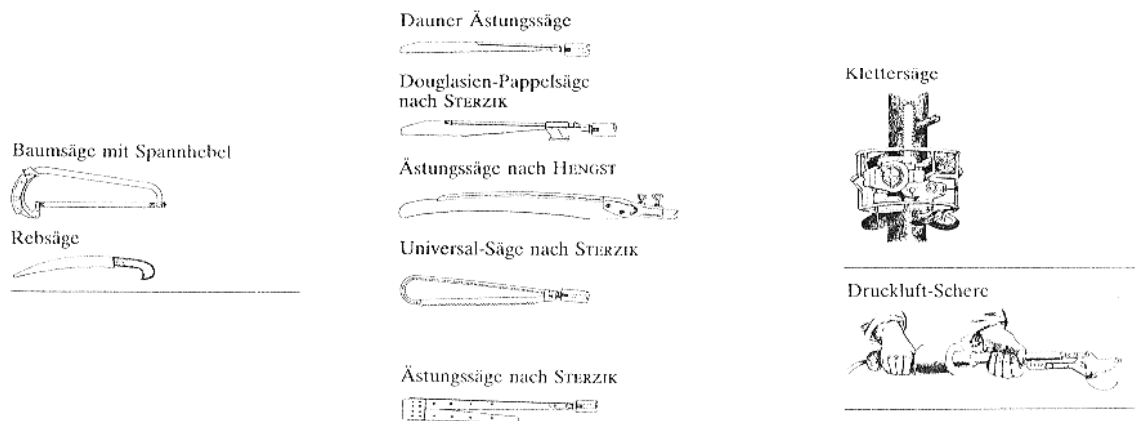 Baumsäge mit Spannhebel
Rebsäge
Dauner Ästungssäge
Douglasien-Pappelsäge
nach STERZIK
Ästungssäge nach HENGST
Universal-Säge nach STERZIK
Ästungssäge nach STERZIK
Klettersäge
Druckluft-Schere